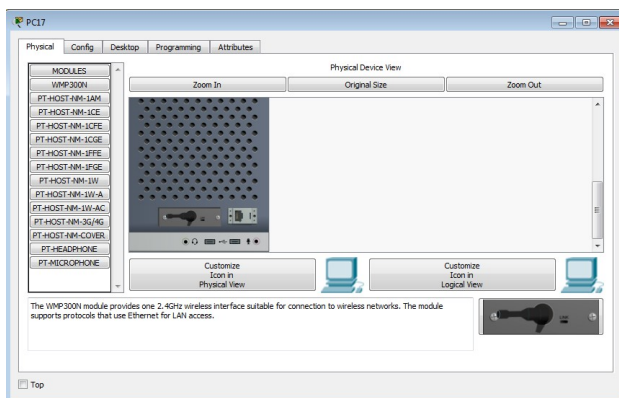 PC17
Physical Config Desktop Programming Attributes
MODULES
WMP300N
PT-HOST-NM-1AM
PT-HOST-NM-1CE
PT-HOST-NM-1CFE
PT-HOST-NM-1CGE
PT-HOST-NM-1FFE
PT-HOST-NM-1FGE
PT-HOST-NM-1W
PT-HOST-NM-1W-A
PT-HOST-NM-1W-AC
PT-HOST-NM-3G/4G
PT-HOST-NM-COVER
PT-HEADPHONE
PT-MICROPHONE
Physical Device View
Zoom In Original Size Zoom Out
Customize
Icon in
Physical View
Customize
Icon in
Logical View
The WMP300N module provides one 2.4GHz wireless interface suitable for connection to wireless networks. The module
supports protocols that use Ethernet for LAN access.
Top